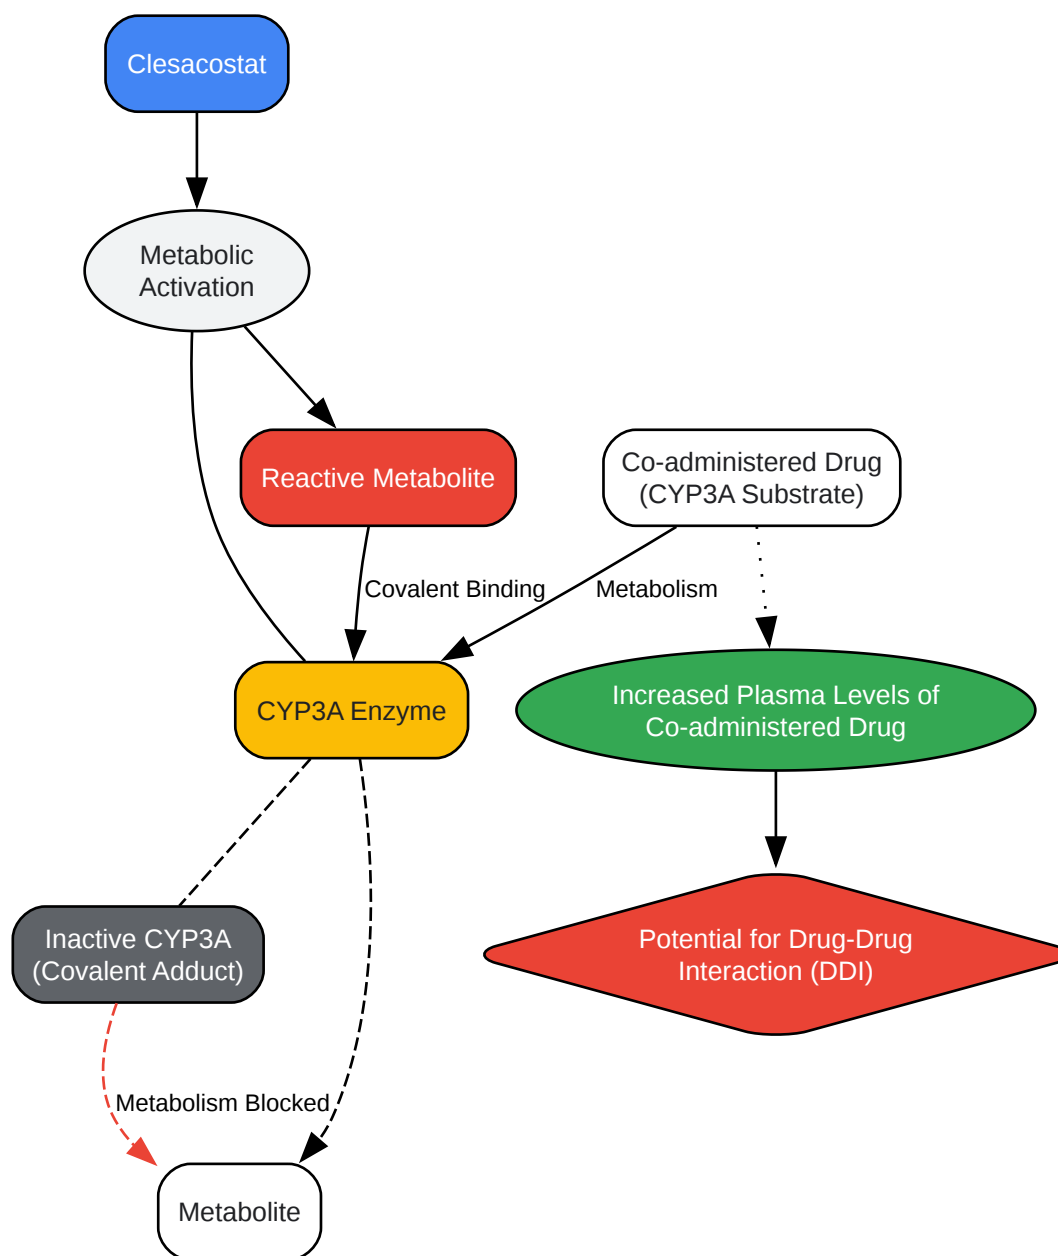 Clesacostat
Metabolic
Activation
Reactive Metabolite
Co-administered Drug
(CYP3A Substrate)
Covalent Binding
Metabolism
CYP3A Enzyme
Increased Plasma Levels of
Co-administered Drug
Inactive CYP3A
(Covalent Adduct)
Potential for Drug-Drug
Interaction (DDI)
Metabolism Blocked
Metabolite